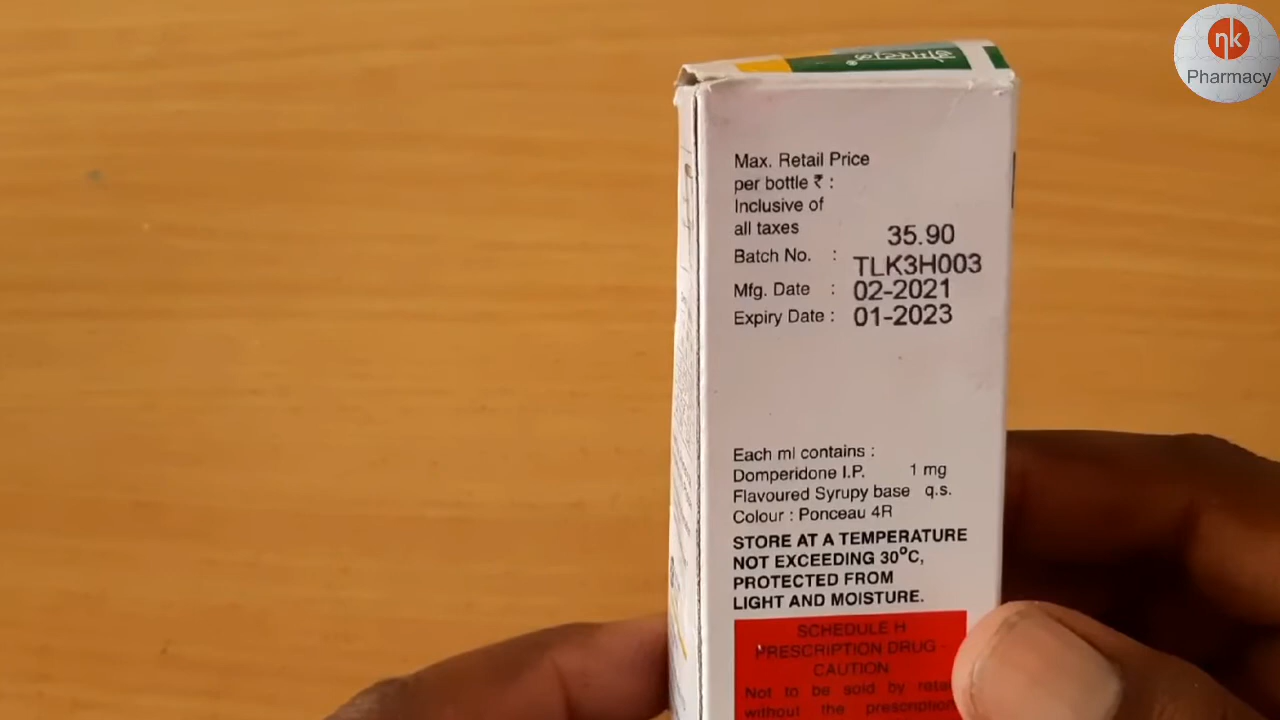 ηk
Pharmacy
Max. Retail Price
per bottle ₹ :
Inclusive of
all taxes 35.90
Batch No. : TLK3H003
Mfg. Date : 02-2021
Expiry Date : 01-2023
Each ml contains :
Domperidone I.P. 1 mg
Flavoured Syrupy base q.s.
Colour : Ponceau 4R
STORE AT A TEMPERATURE
NOT EXCEEDING 30⁰C,
PROTECTED FROM
LIGHT AND MOISTURE.
SCHEDULE H
PRESCRIPTION DRUG -
CAUTION
Not to be sold by
without the prescription